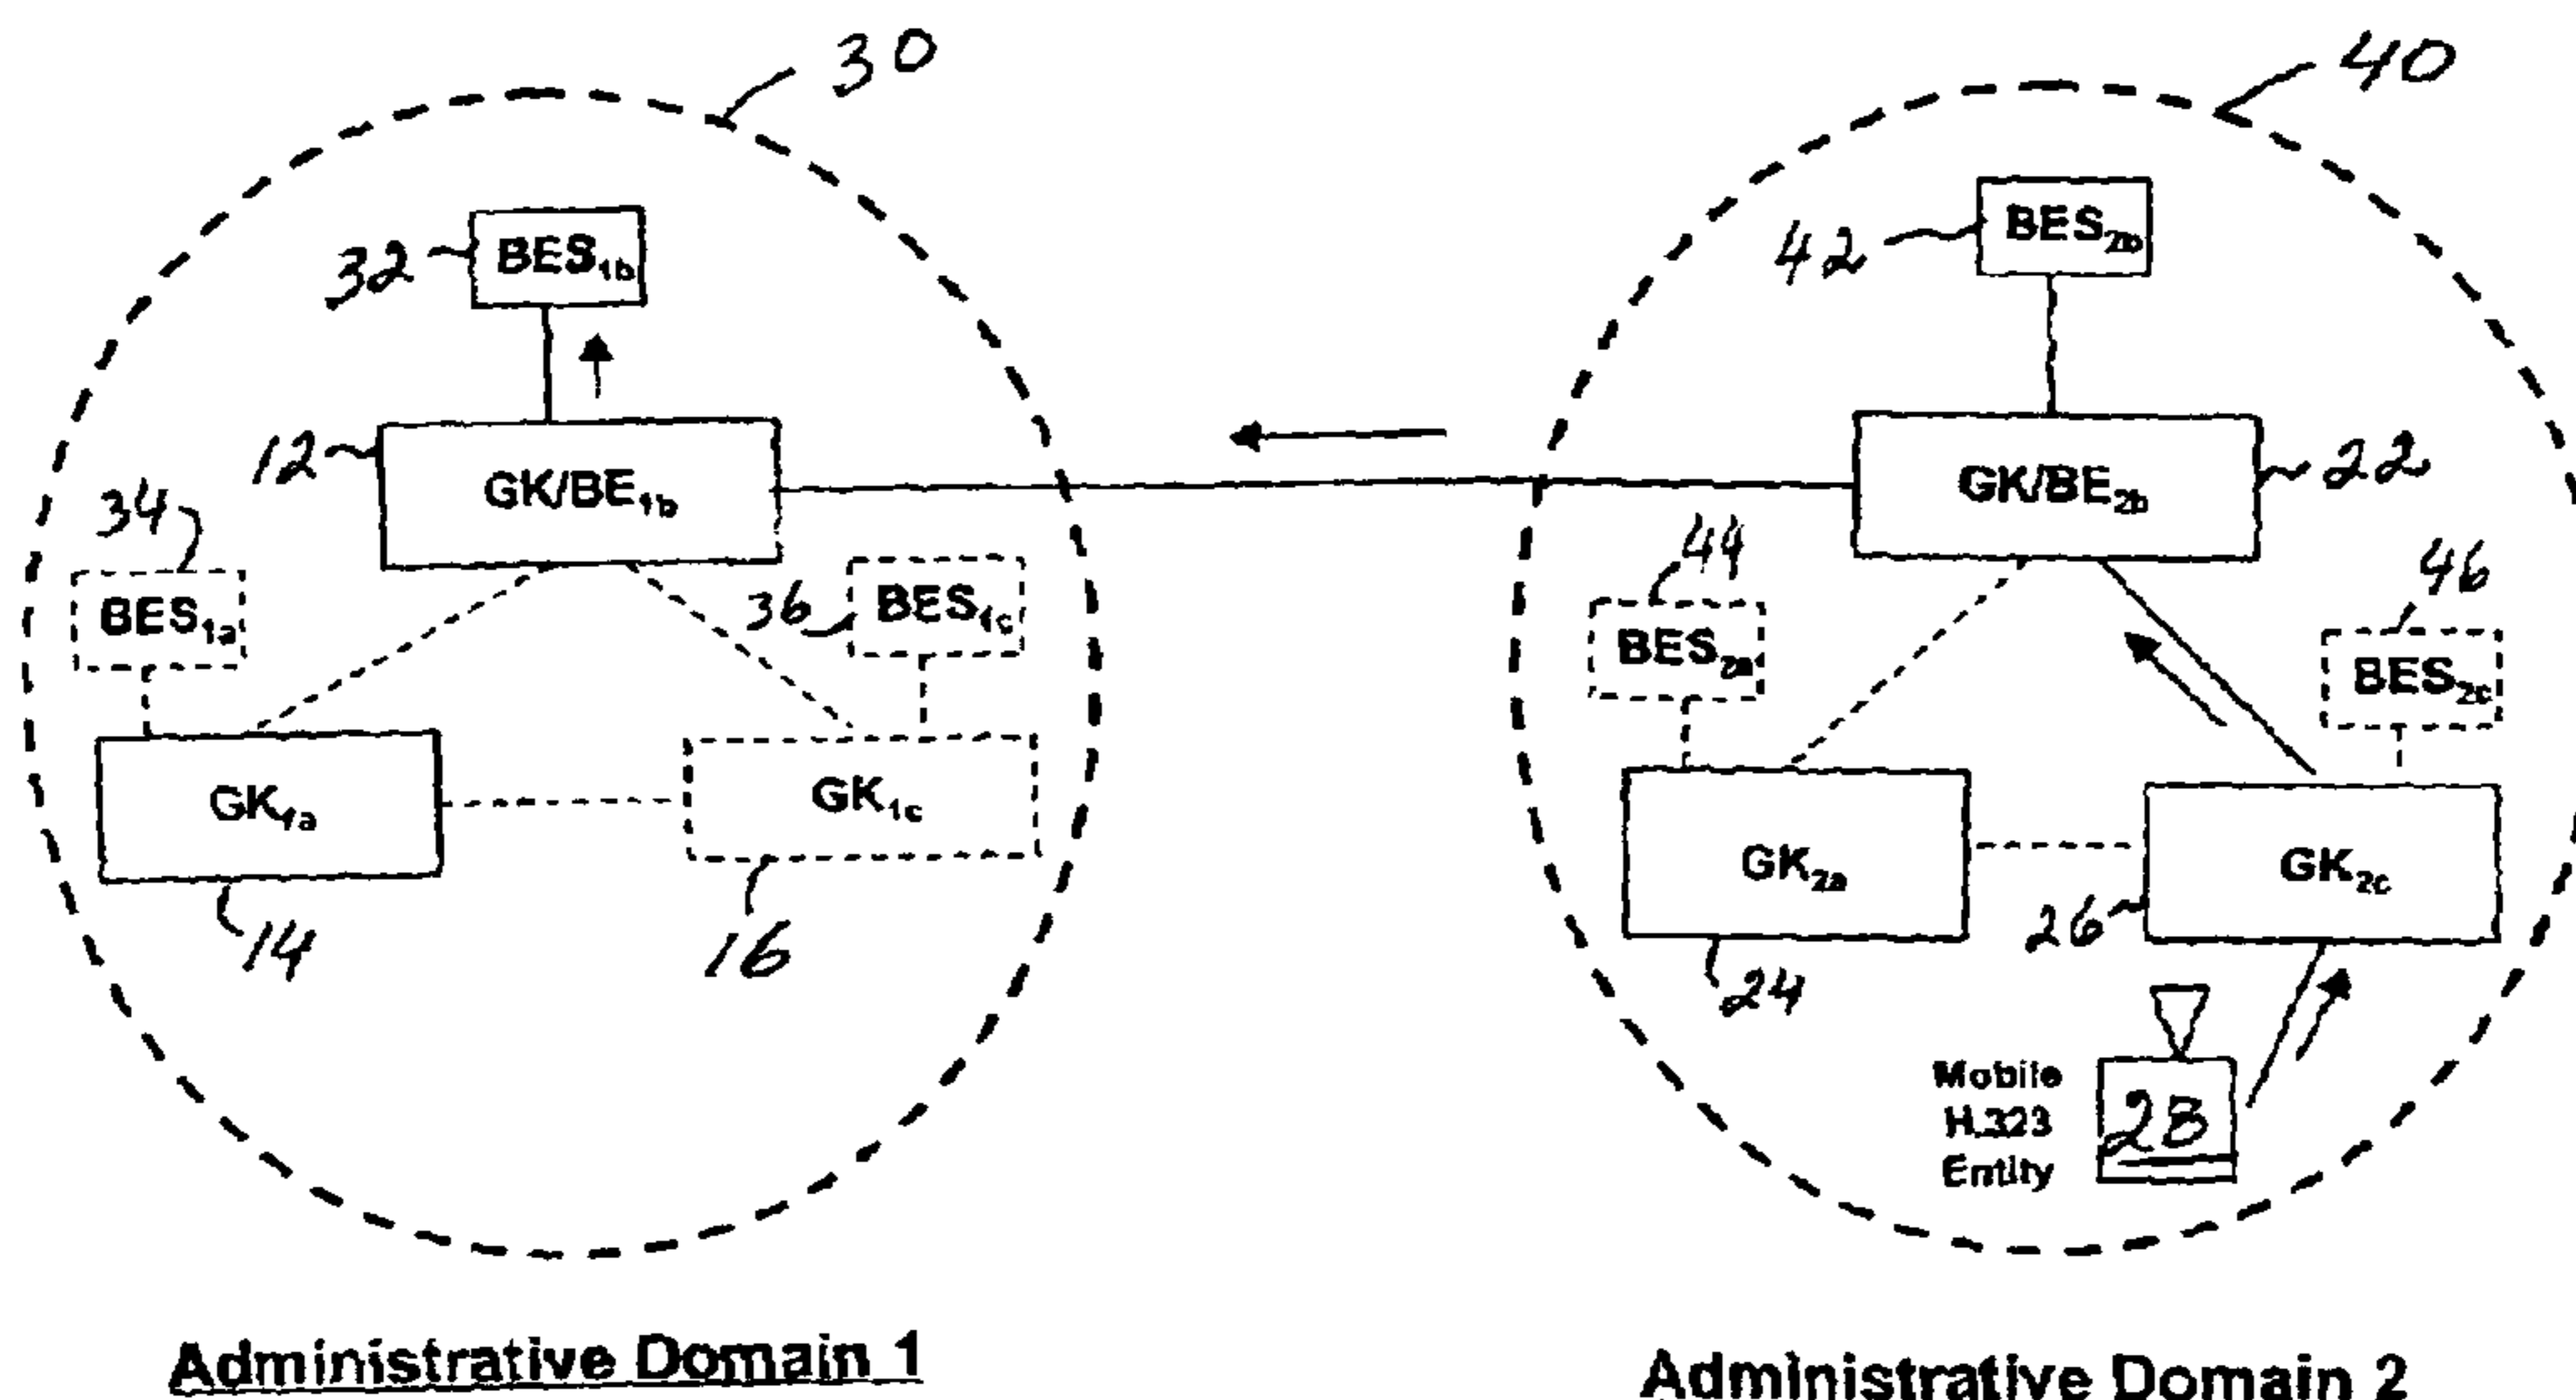 30
40
BES1b
32
BES2b
42
12
GK/BE1b
GK/BE2b
22
34
BES1a
36
BES1c
44
BES2a
46
BES2c
GK1a
GK1c
GK2a
GK2c
14
16
24
26
Mobile
H.323
Entity
28
Administrative Domain 1
Administrative Domain 2